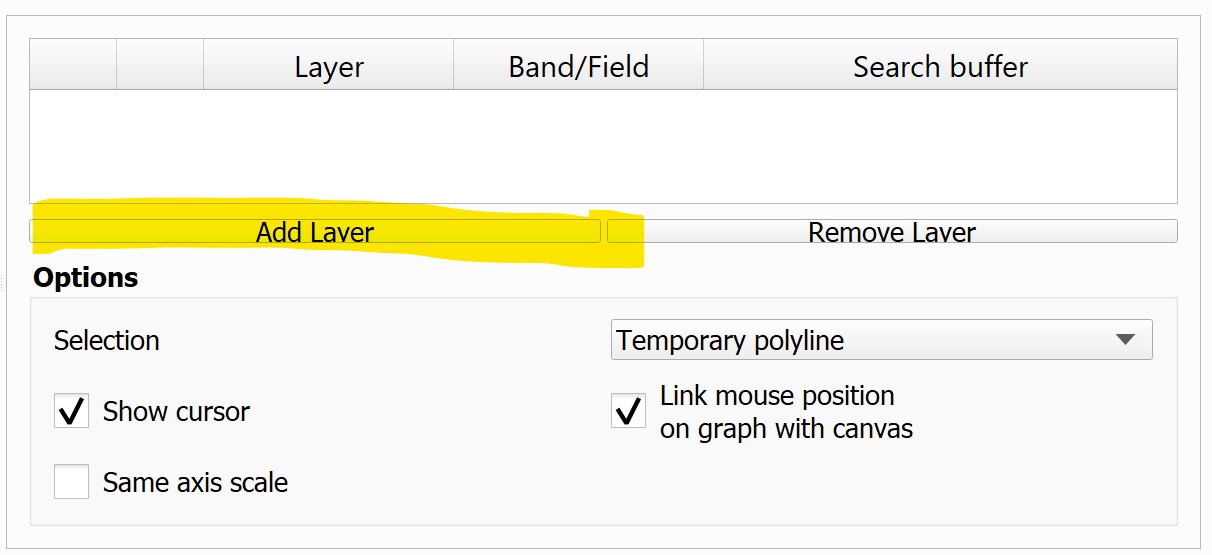 Layer Band/Field Search buffer
Add Layer Remove Layer
Options
Selection Temporary polyline
Show cursor Link mouse position
on graph with canvas
Same axis scale